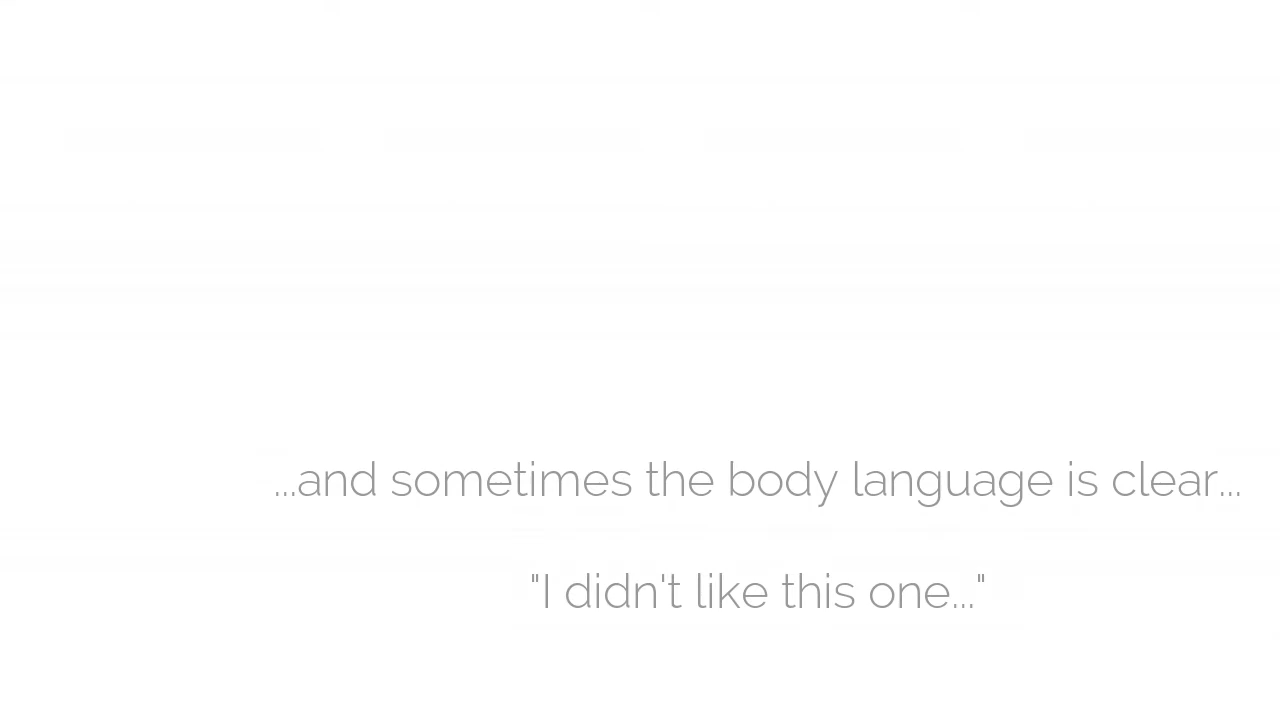 ...and sometimes the body language is clear...
"I didn't like this one..."